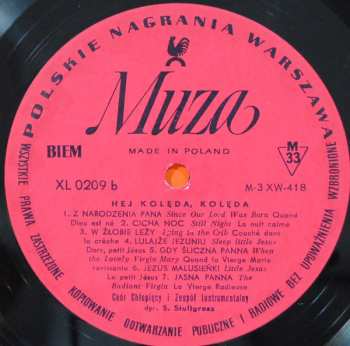 POLSKIE NAGRANIA WARSZAWA
Muza
BIEM
MADE IN POLAND
M
33
XL 0209 b
M-3 XW-418
HEJ KOLĘDA, KOLĘDA
1. Z NARODZENIA PANA Since Our Lord Was Born Quand
Dieu est né 2. CICHA NOC Still Night La nuit calme
3. W ŻŁOBIE LEŻY Lying in the Crib Couché dans
la crèche 4. LULAJŻE JEZUNIU Sleep little Jesus
Dors, petit Jésus 5. GDY ŚLICZNA PANNA When
the Lovely Virgin Mary Quand la Vierge Marie
ravissante 6. JEZUS MALUSIEŃKI Little Jesus
Le petit Jésus 7. JASNA PANNA The
Radiant Virgin La Vierge Radieuse
Chór Chłopięcy i Zespół Instrumentalny
dyr. S. Stuligrosz
WSZYSTKIE PRAWA ZASTRZEŻONE. KOPIOWANIE ODTWARZANIE PUBLICZNE I RADIOWE BEZ UPOWAŻNIENIA WZBRONIONE